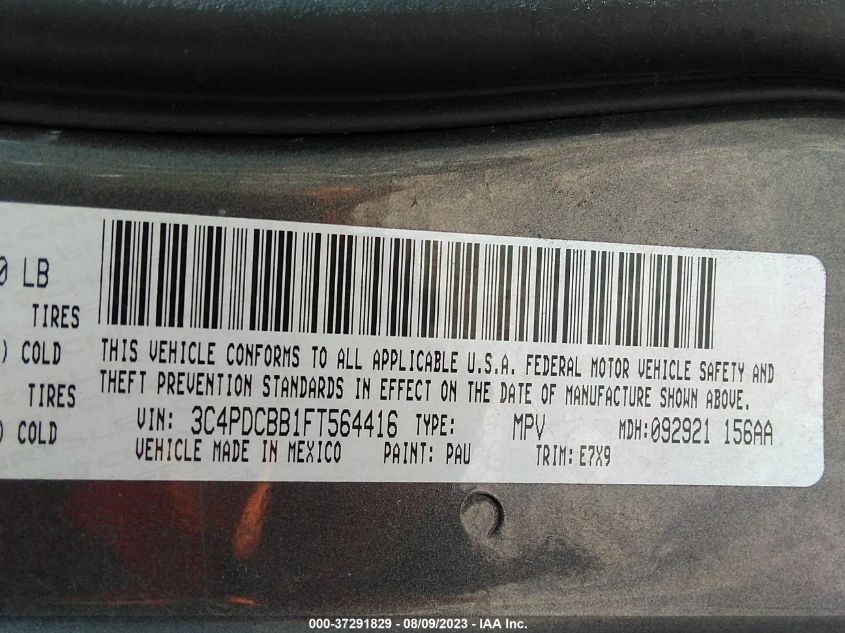 0 LB
TIRES
) COLD
TIRES
) COLD
THIS VEHICLE CONFORMS TO ALL APPLICABLE U.S.A. FEDERAL MOTOR VEHICLE SAFETY AND
THEFT PREVENTION STANDARDS IN EFFECT ON THE DATE OF MANUFACTURE SHOWN ABOVE.
VIN: 3C4PDCBB1FT564416 TYPE: MPV MDH:092921 156AA
VEHICLE MADE IN MEXICO PAINT: PAU TRIM: E7X9
000-37291829 - 08/09/2023 - IAA Inc.